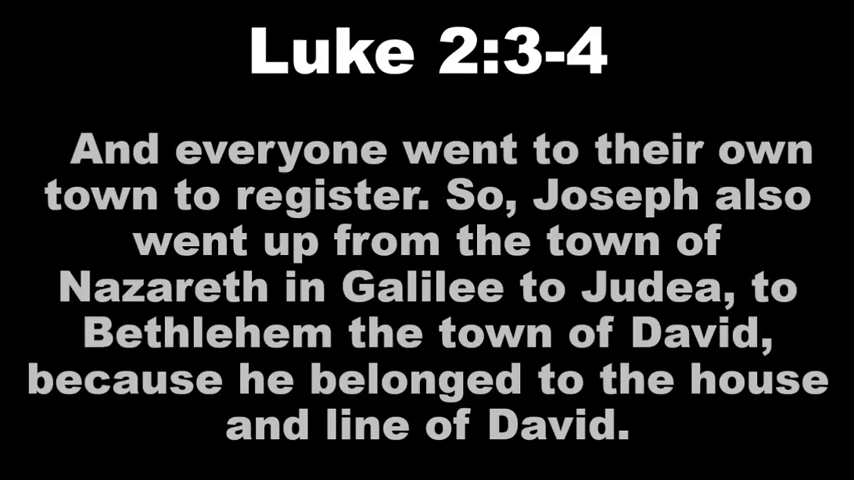 Luke 2:3-4
And everyone went to their own
town to register. So, Joseph also
went up from the town of
Nazareth in Galilee to Judea, to
Bethlehem the town of David,
because he belonged to the house
and line of David.